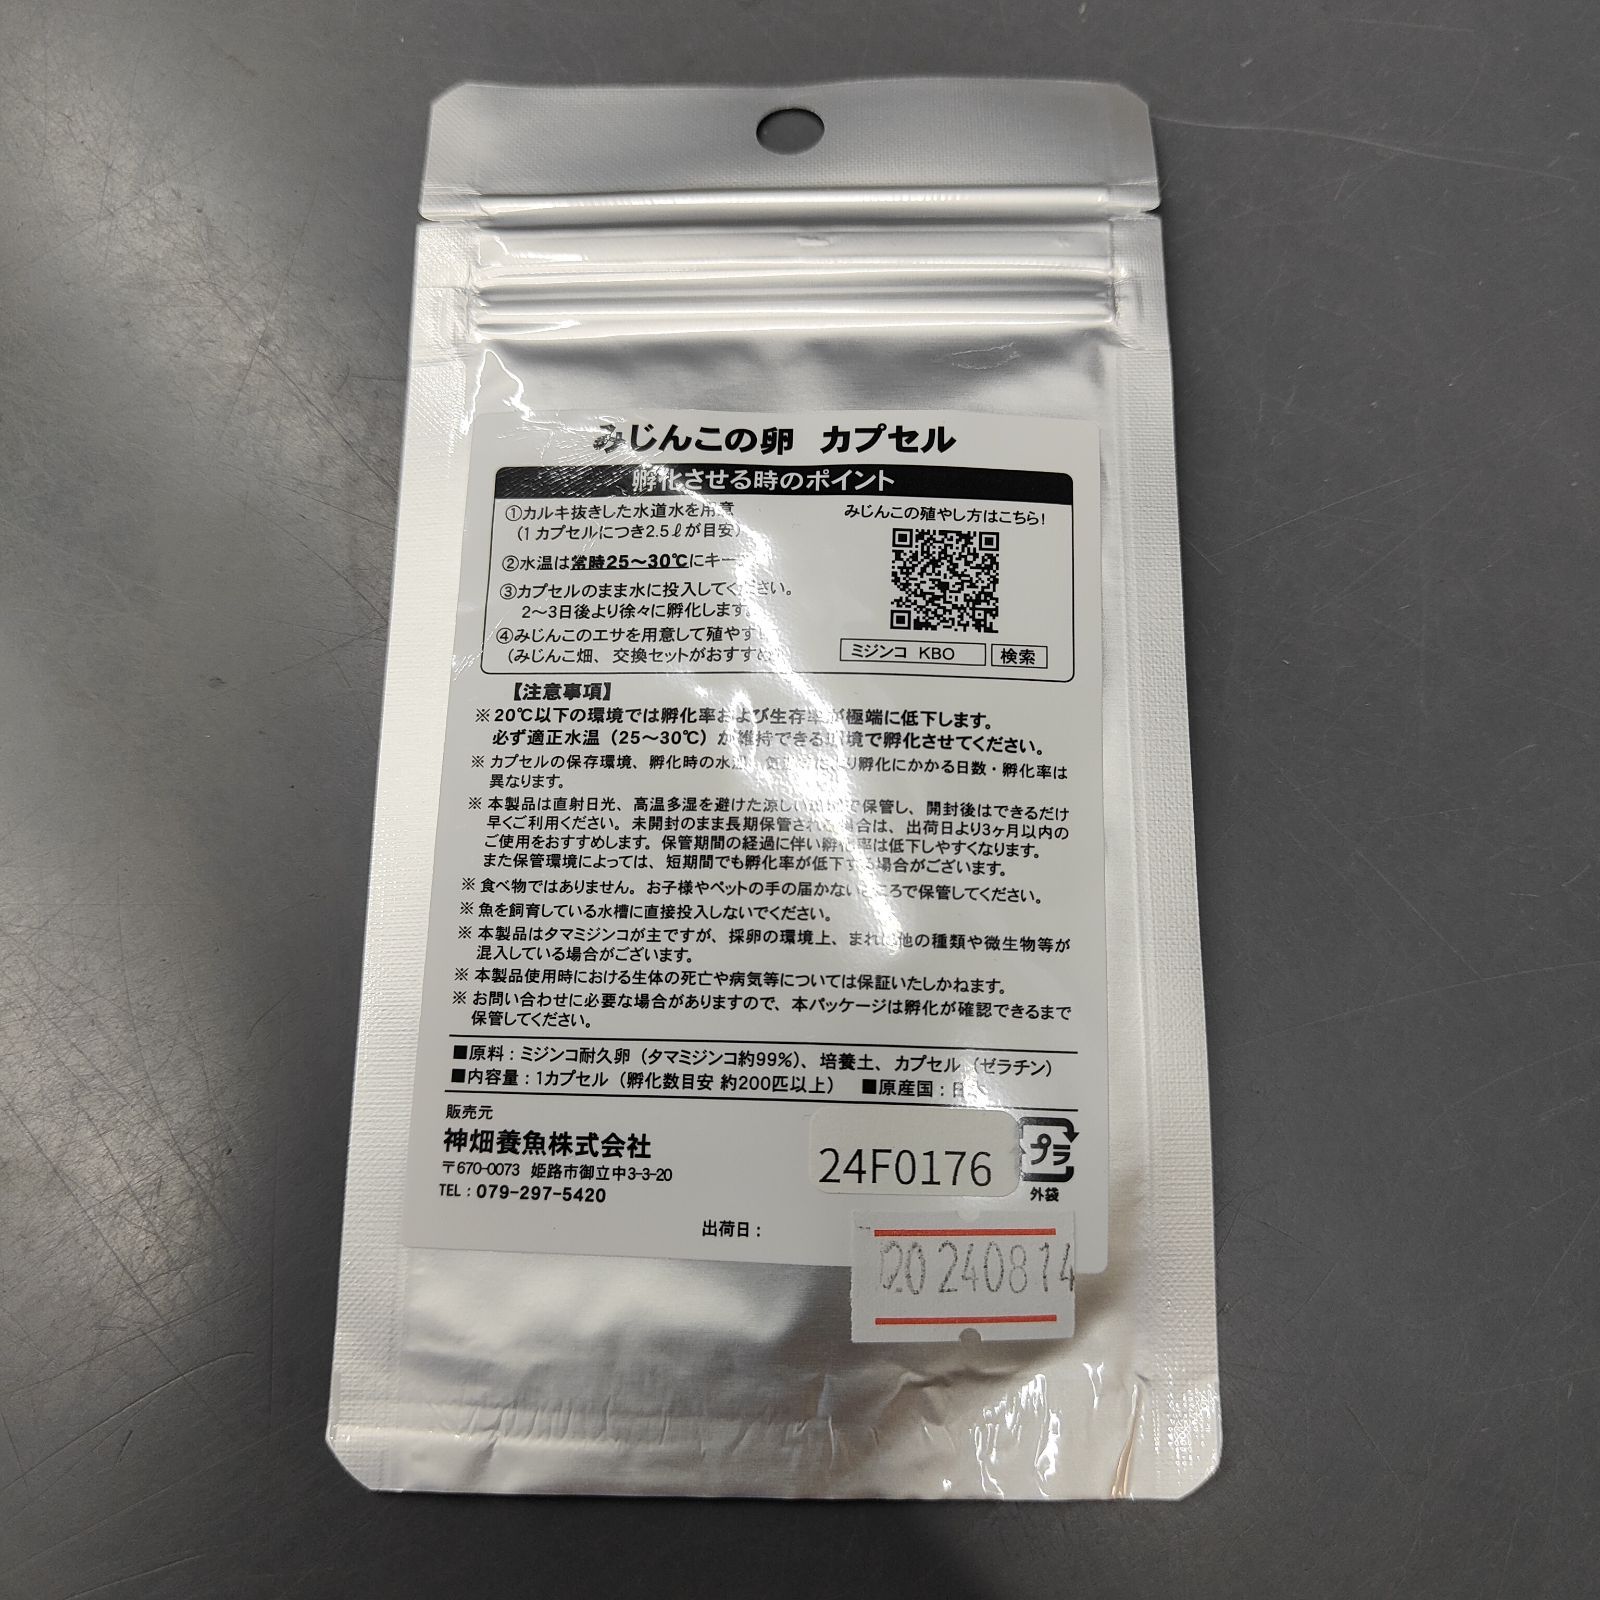 みじんこの卵 カプセル
孵化させる時のポイント
①カルキ抜きした水道水を用意
(1カプセルにつき2.5ℓが目安)
②水温は常時25～30℃にキー
③カプセルのまま水に投入してください。
2～3日後より徐々に孵化します。
④みじんこのエサを用意して殖やす
(みじんこ畑、交換セットがおすすめ)
みじんこの殖やし方はこちら!
ミジンコ KBO 検索
【注意事項】
※20℃以下の環境では孵化率および生存率が極端に低下します。
必ず適正水温（25～30℃）が維持できる環境で孵化させてください。
※カプセルの保存環境、孵化時の水温、 り孵化にかかる日数・孵化率は
異なります。
※本製品は直射日光、高温多湿を避けた涼しい で保管し、開封後はできるだけ
早くご利用ください。未開封のまま長期保管される場合は、出荷日より3ヶ月以内の
ご使用をおすすめします。保管期間の経過に伴い孵化率は低下しやすくなります。
また保管環境によっては、短期間でも孵化率が低下する場合がございます。
※食べ物ではありません。お子様やペットの手の届かないところで保管してください。
※魚を飼育している水槽に直接投入しないでください。
※本製品はタマミジンコが主ですが、採卵の環境上、まれに他の種類や微生物等が
混入している場合がございます。
※本製品使用時における生体の死亡や病気等については保証いたしかねます。
※お問い合わせに必要な場合がありますので、本パッケージは孵化が確認できるまで
保管してください。
■原料：ミジンコ耐久卵（タマミジンコ約99%）、培養土、カプセル（ゼラチン）
■内容量：1カプセル（孵化数目安 約200匹以上） ■原産国：日
販売元
神畑養魚株式会社
〒670-0073 姫路市御立中3-3-20
TEL：079-297-5420
24F0176
プラ
外袋
出荷日：
20240814